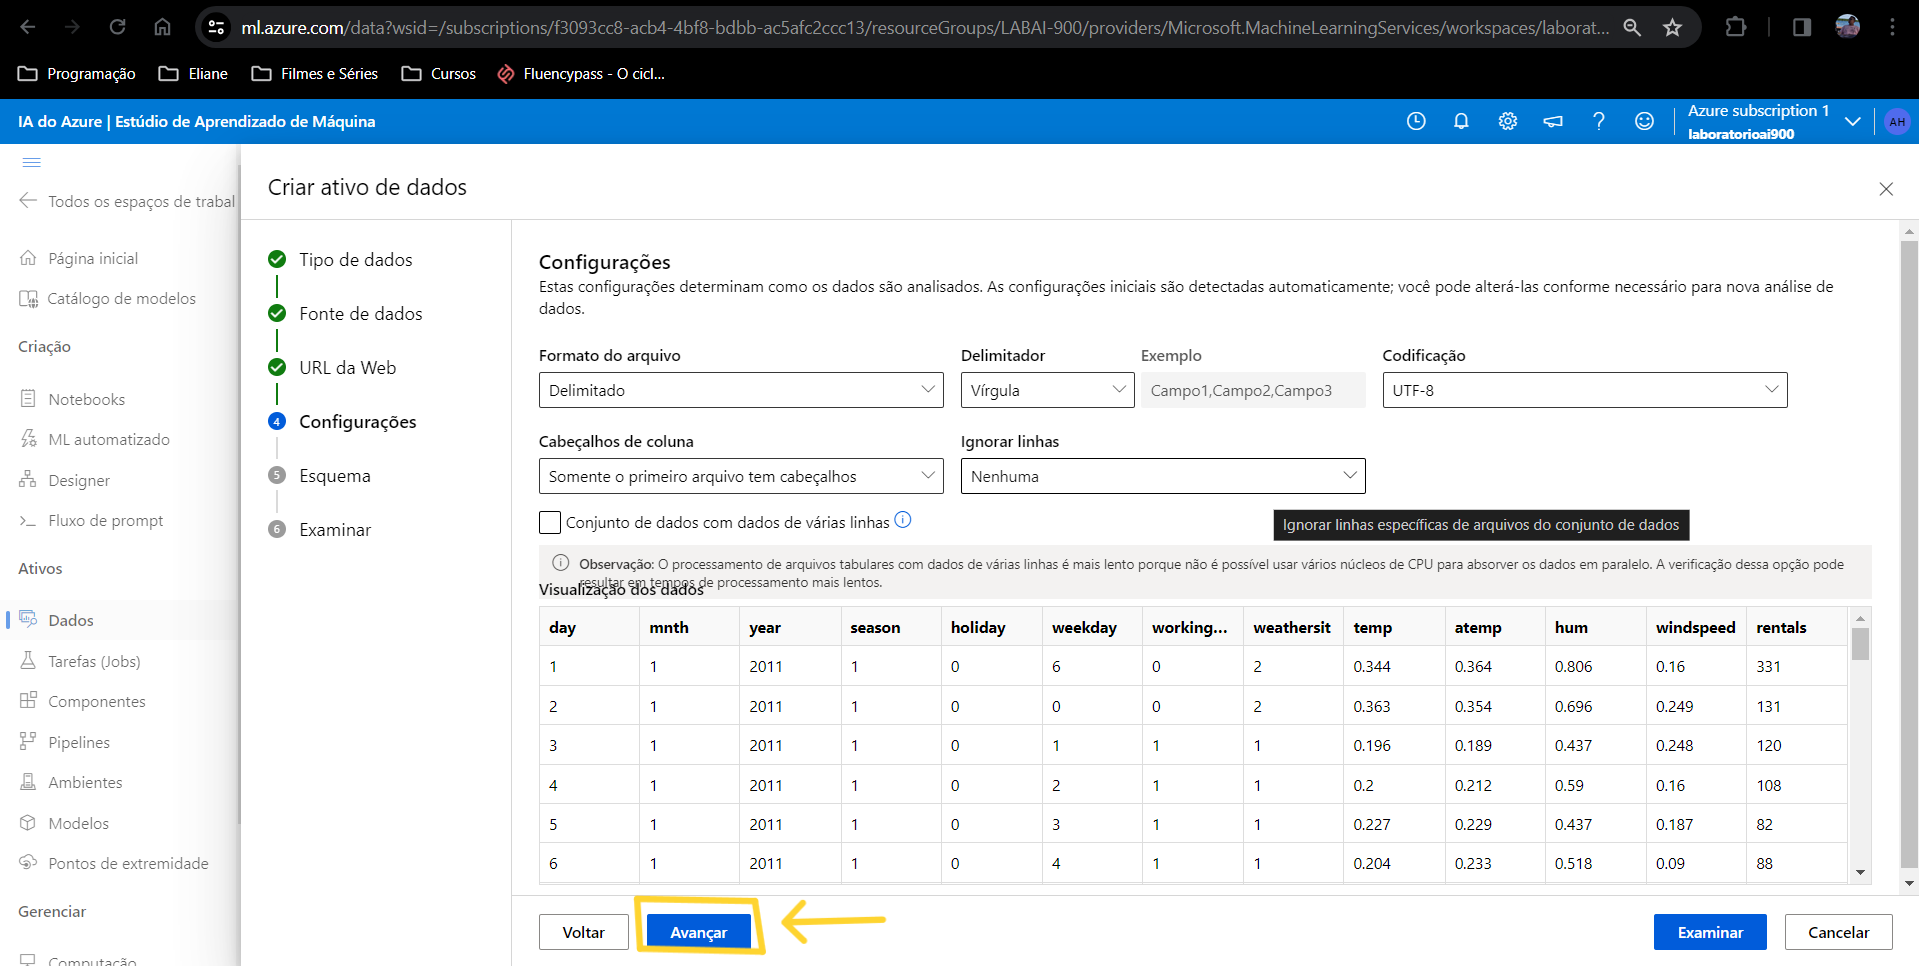 ml.azure.com/data?wsid=/subscriptions/f3093cc8-acb4-4bf8-bdbb-ac5afc2ccc13/resourceGroups/LABAI-900/providers/Microsoft.MachineLearningServices/workspaces/laborat...
Programação Eliane Filmes e Séries Cursos Fluencypass - O cicl...
IA do Azure | Estúdio de Aprendizado de Máquina
Azure subscription 1
laboratorioai900
AH
Todos os espaços de trabal
Página inicial
Catálogo de modelos
Criação
Notebooks
ML automatizado
Designer
Fluxo de prompt
Ativos
Dados
Tarefas (Jobs)
Componentes
Pipelines
Ambientes
Modelos
Pontos de extremidade
Gerenciar
Computação
Criar ativo de dados
Tipo de dados
Fonte de dados
URL da Web
4 Configurações
5 Esquema
6 Examinar
Configurações
Estas configurações determinam como os dados são analisados. As configurações iniciais são detectadas automaticamente; você pode alterá-las conforme necessário para nova análise de
dados.
Formato do arquivo Delimitador Exemplo Codificação
Delimitado Vírgula Campo1,Campo2,Campo3 UTF-8
Cabeçalhos de coluna Ignorar linhas
Somente o primeiro arquivo tem cabeçalhos Nenhuma
Conjunto de dados com dados de várias linhas
Ignorar linhas específicas de arquivos do conjunto de dados
Observação: O processamento de arquivos tabulares com dados de várias linhas é mais lento porque não é possível usar vários núcleos de CPU para absorver os dados em paralelo. A verificação dessa opção pode
resultar em tempos de processamento mais lentos.
Visualização dos dados
day mnth year season holiday weekday working... weathersit temp atemp hum windspeed rentals
1 1 2011 1 0 6 0 2 0.344 0.364 0.806 0.16 331
2 1 2011 1 0 0 0 2 0.363 0.354 0.696 0.249 131
3 1 2011 1 0 1 1 1 0.196 0.189 0.437 0.248 120
4 1 2011 1 0 2 1 1 0.2 0.212 0.59 0.16 108
5 1 2011 1 0 3 1 1 0.227 0.229 0.437 0.187 82
6 1 2011 1 0 4 1 1 0.204 0.233 0.518 0.09 88
Voltar Avançar Examinar Cancelar